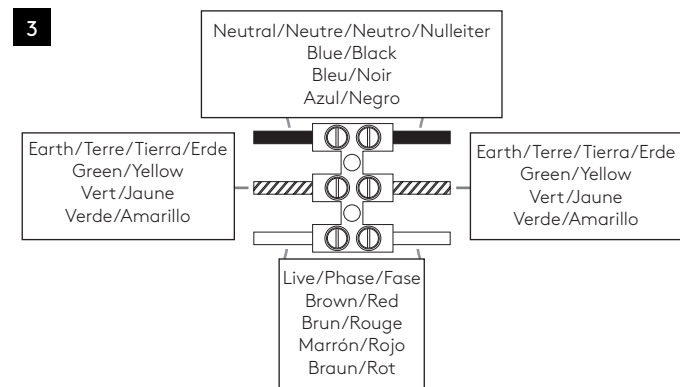 3
Neutral/Neutre/Neutro/Nulleiter
Blue/Black
Bleu/Noir
Azul/Negro
Earth/Terre/Tierra/Erde
Green/Yellow
Vert/Jaune
Verde/Amarillo
Earth/Terre/Tierra/Erde
Green/Yellow
Vert/Jaune
Verde/Amarillo
Live/Phase/Fase
Brown/Red
Brun/Rouge
Marrón/Rojo
Braun/Rot